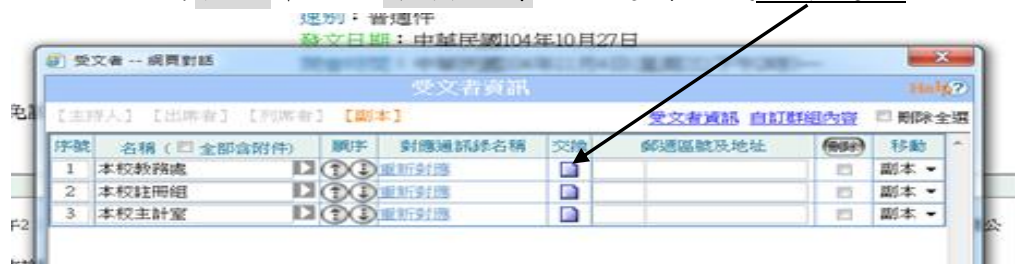 速別：普通件
發文日期：中華民國104年10月27日
受文者 -- 網頁對話
受文者資訊
Help?
【主持人】 【出席者】 【列席者】 【副本】 受文者資訊 自訂群組內容 刪除全選
序號 名稱（ 全部含附件) 順序 對應通訊錄名稱 交換 郵遞區號及地址 刪除 移動
1 本校教務處 重新對應 副本
2 本校註冊組 重新對應 副本
3 本校主計室 重新對應 副本